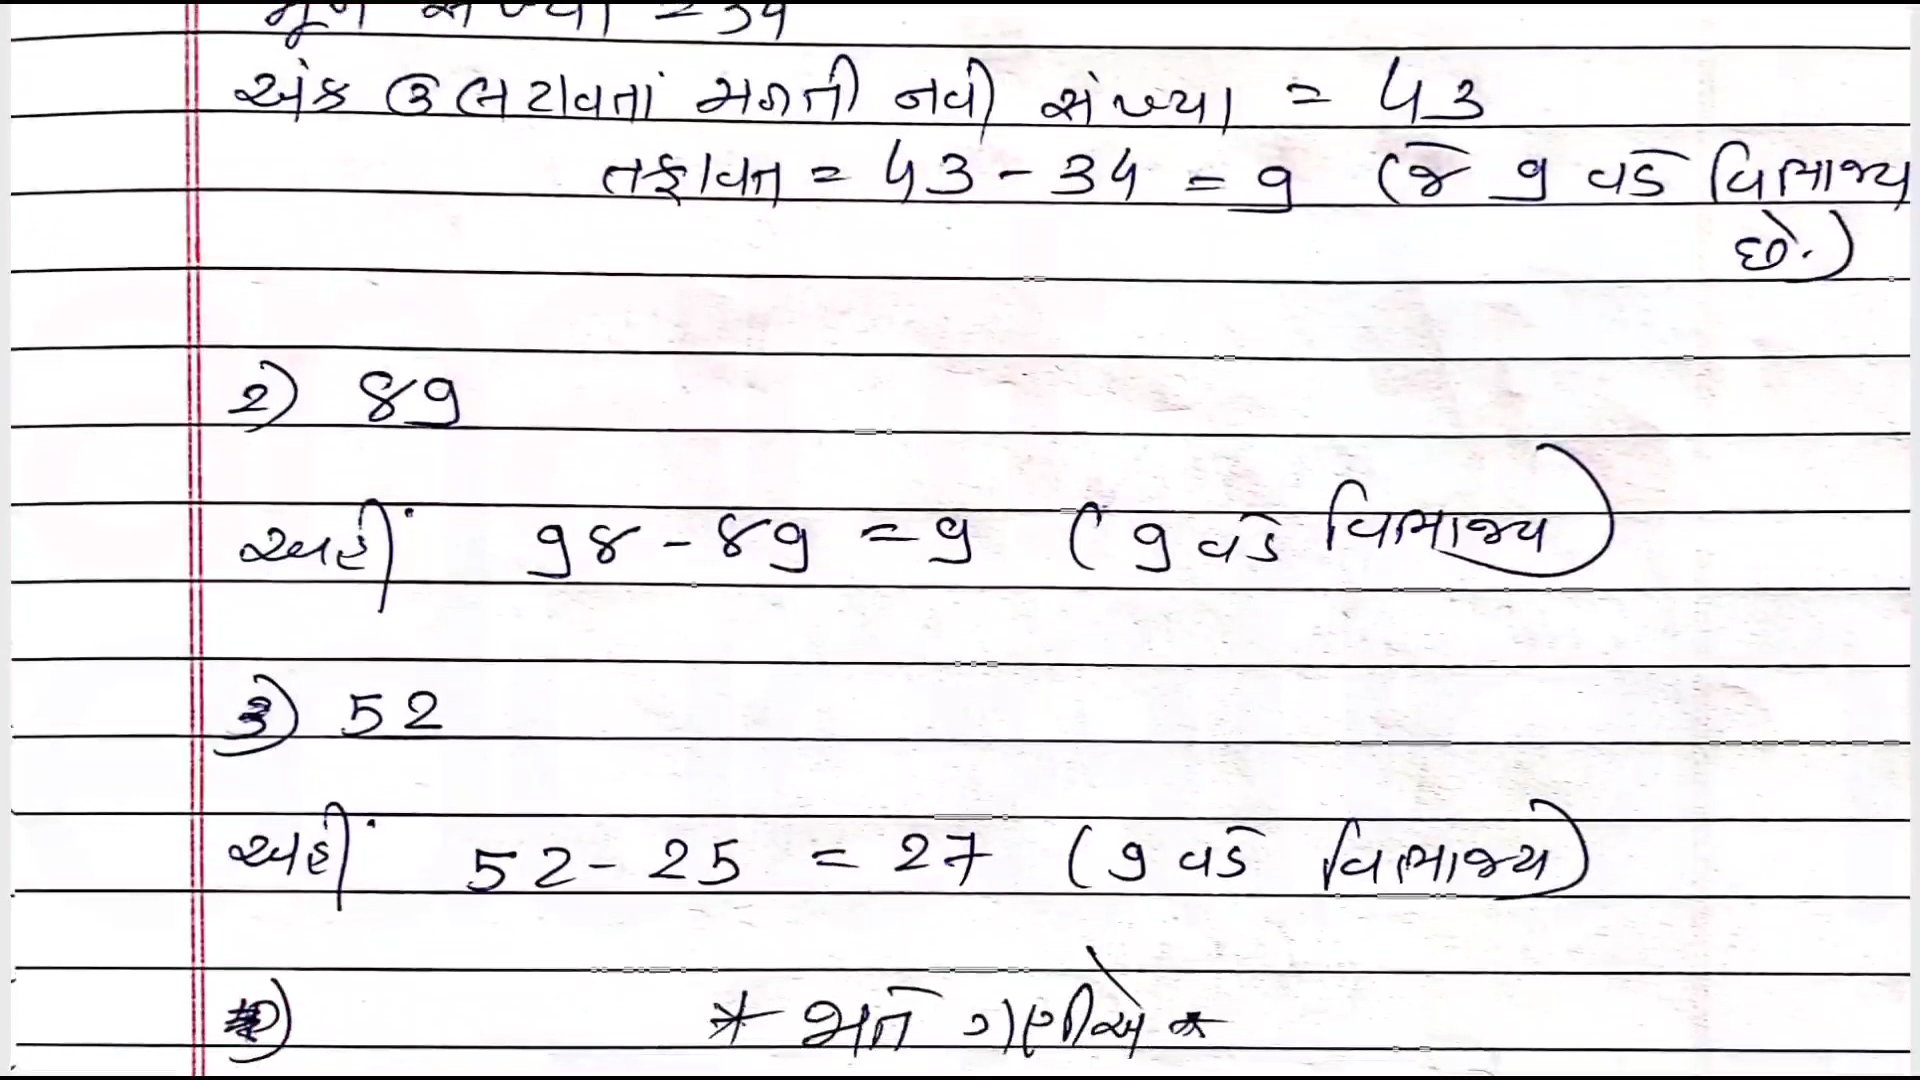 મૂળ સંખ્યા = 34
અંક ઉલટાવતાં મળતી નવી સંખ્યા = 43
તફાવત = 43 - 34 = 9 (જે 9 વડે વિભાજ્ય
છે.)
2) 89
અહીં 98 - 89 = 9 (9 વડે વિભાજ્ય)
3) 52
અહીં 52 - 25 = 27 (9 વડે વિભાજ્ય)
* જાતે ગણીએ *